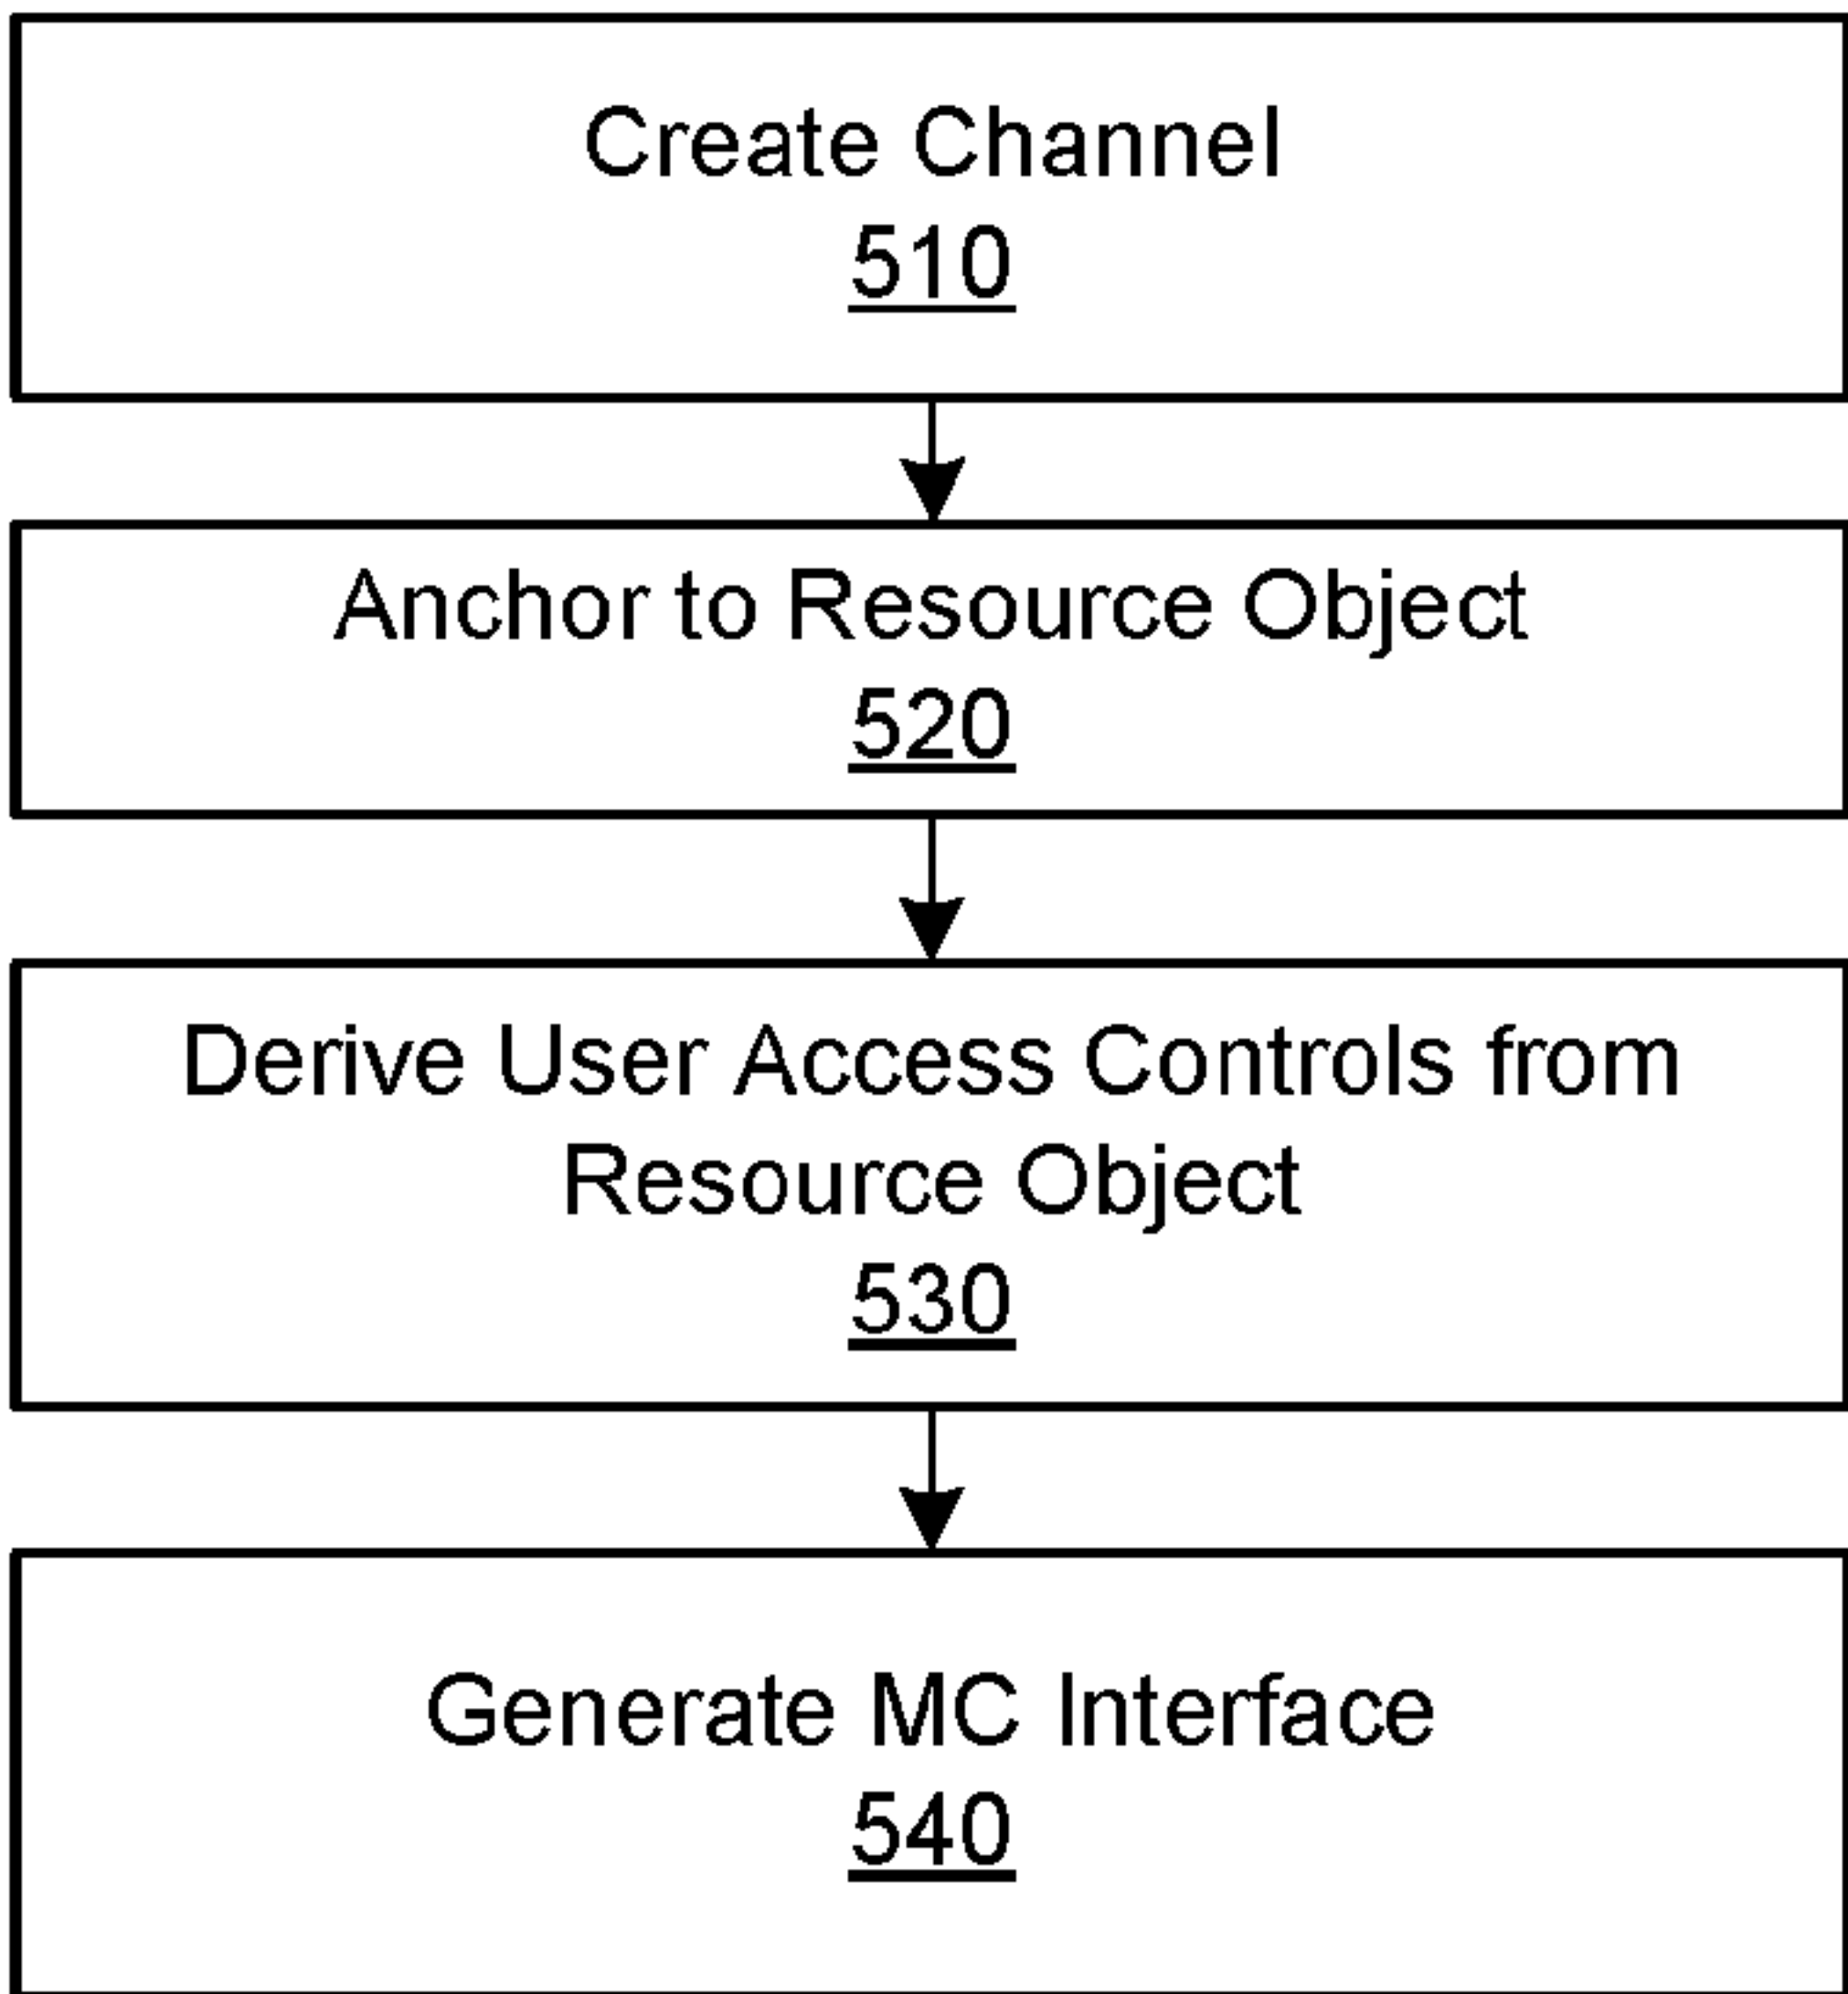 Create Channel
510
Anchor to Resource Object
520
Derive User Access Controls from
Resource Object
530
Generate MC Interface
540